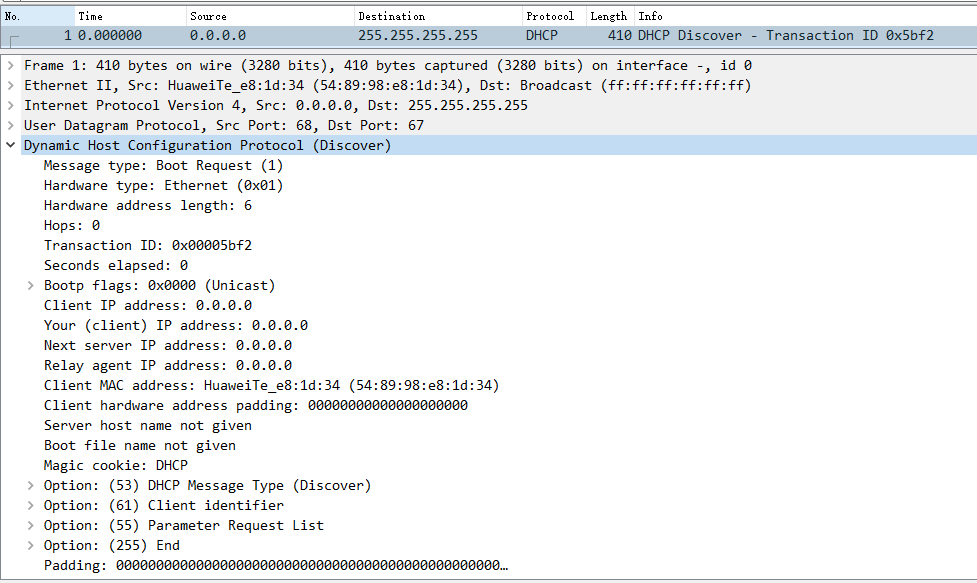 No. Time Source Destination Protocol Length Info
1 0.000000 0.0.0.0 255.255.255.255 DHCP 410 DHCP Discover - Transaction ID 0x5bf2
Frame 1: 410 bytes on wire (3280 bits), 410 bytes captured (3280 bits) on interface -, id 0
Ethernet II, Src: HuaweiTe_e8:1d:34 (54:89:98:e8:1d:34), Dst: Broadcast (ff:ff:ff:ff:ff:ff)
Internet Protocol Version 4, Src: 0.0.0.0, Dst: 255.255.255.255
User Datagram Protocol, Src Port: 68, Dst Port: 67
Dynamic Host Configuration Protocol (Discover)
Message type: Boot Request (1)
Hardware type: Ethernet (0x01)
Hardware address length: 6
Hops: 0
Transaction ID: 0x00005bf2
Seconds elapsed: 0
Bootp flags: 0x0000 (Unicast)
Client IP address: 0.0.0.0
Your (client) IP address: 0.0.0.0
Next server IP address: 0.0.0.0
Relay agent IP address: 0.0.0.0
Client MAC address: HuaweiTe_e8:1d:34 (54:89:98:e8:1d:34)
Client hardware address padding: 00000000000000000000
Server host name not given
Boot file name not given
Magic cookie: DHCP
Option: (53) DHCP Message Type (Discover)
Option: (61) Client identifier
Option: (55) Parameter Request List
Option: (255) End
Padding: 000000000000000000000000000000000000000000000000…